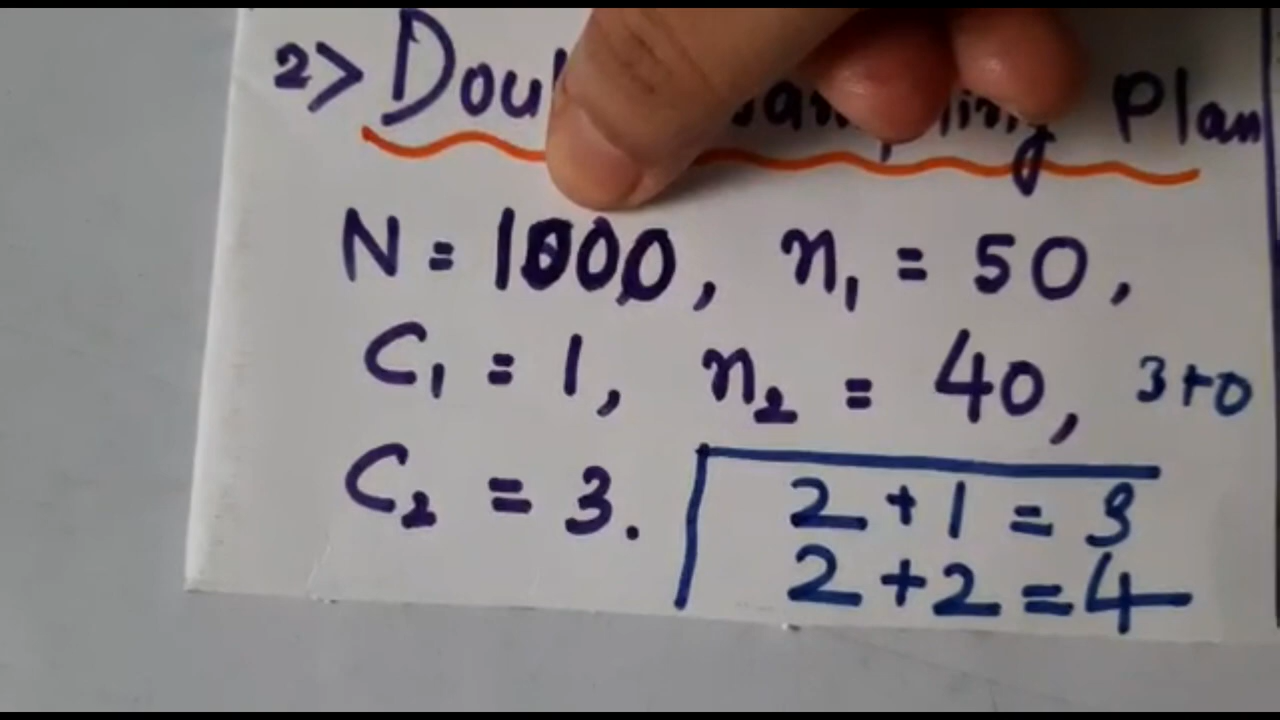 2> Plan
N = 1000, n1 = 50,
C1 = 1, n2 = 40, 3+0
C2 = 3.
2 + 1 = 3
2 + 2 = 4